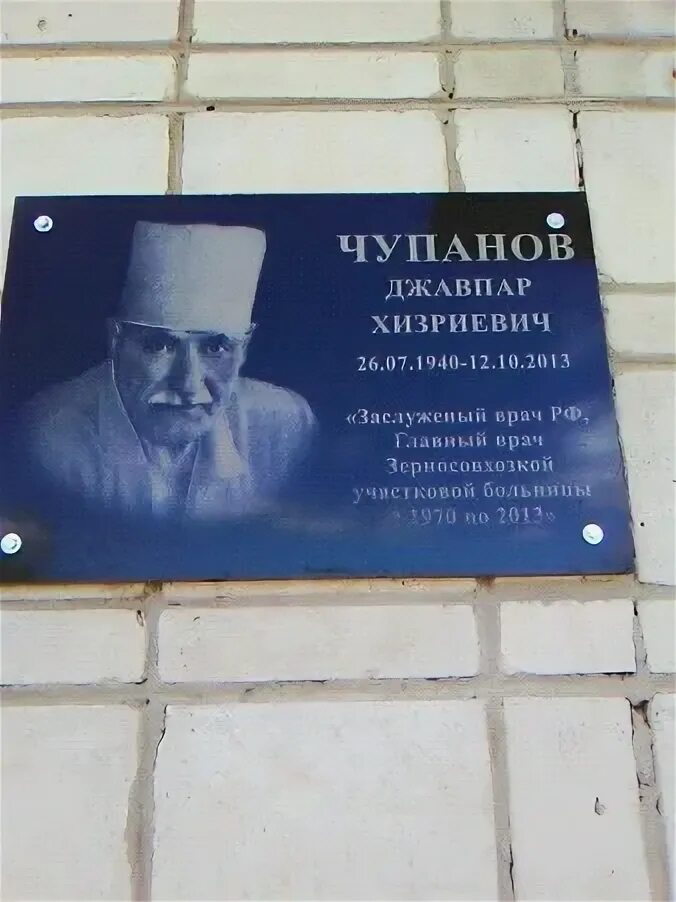 ЧУПАНОВ
ДЖАВПАР
ХИЗРИЕВИЧ
26.07.1940-12.10.2013
«Заслуженый врач РФ,
Главный врач
Зерносовхозкой
участковой больницы
с 1970 по 2013»